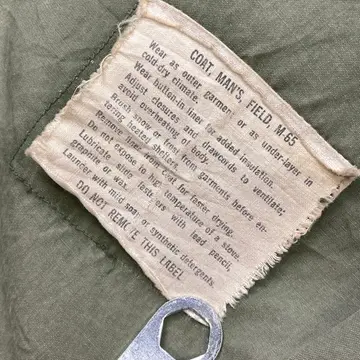 COAT, MAN'S, FIELD, M.65
Wear as outer garment or as under-layer in
cold-dry climate.
Wear button-in liner for added insulation.
Adjust closures and drawcords to ventilate;
avoid overheating of body.
Brush snow or frost from garments before en-
tering heated shelters.
Remove liner from coat for faster drying.
Do not expose to high temperature of a stove.
Lubricate slide fasteners with lead pencil,
graphite or wax.
Launder with mild soap or synthetic detergents.
DO NOT REMOVE THIS LABEL